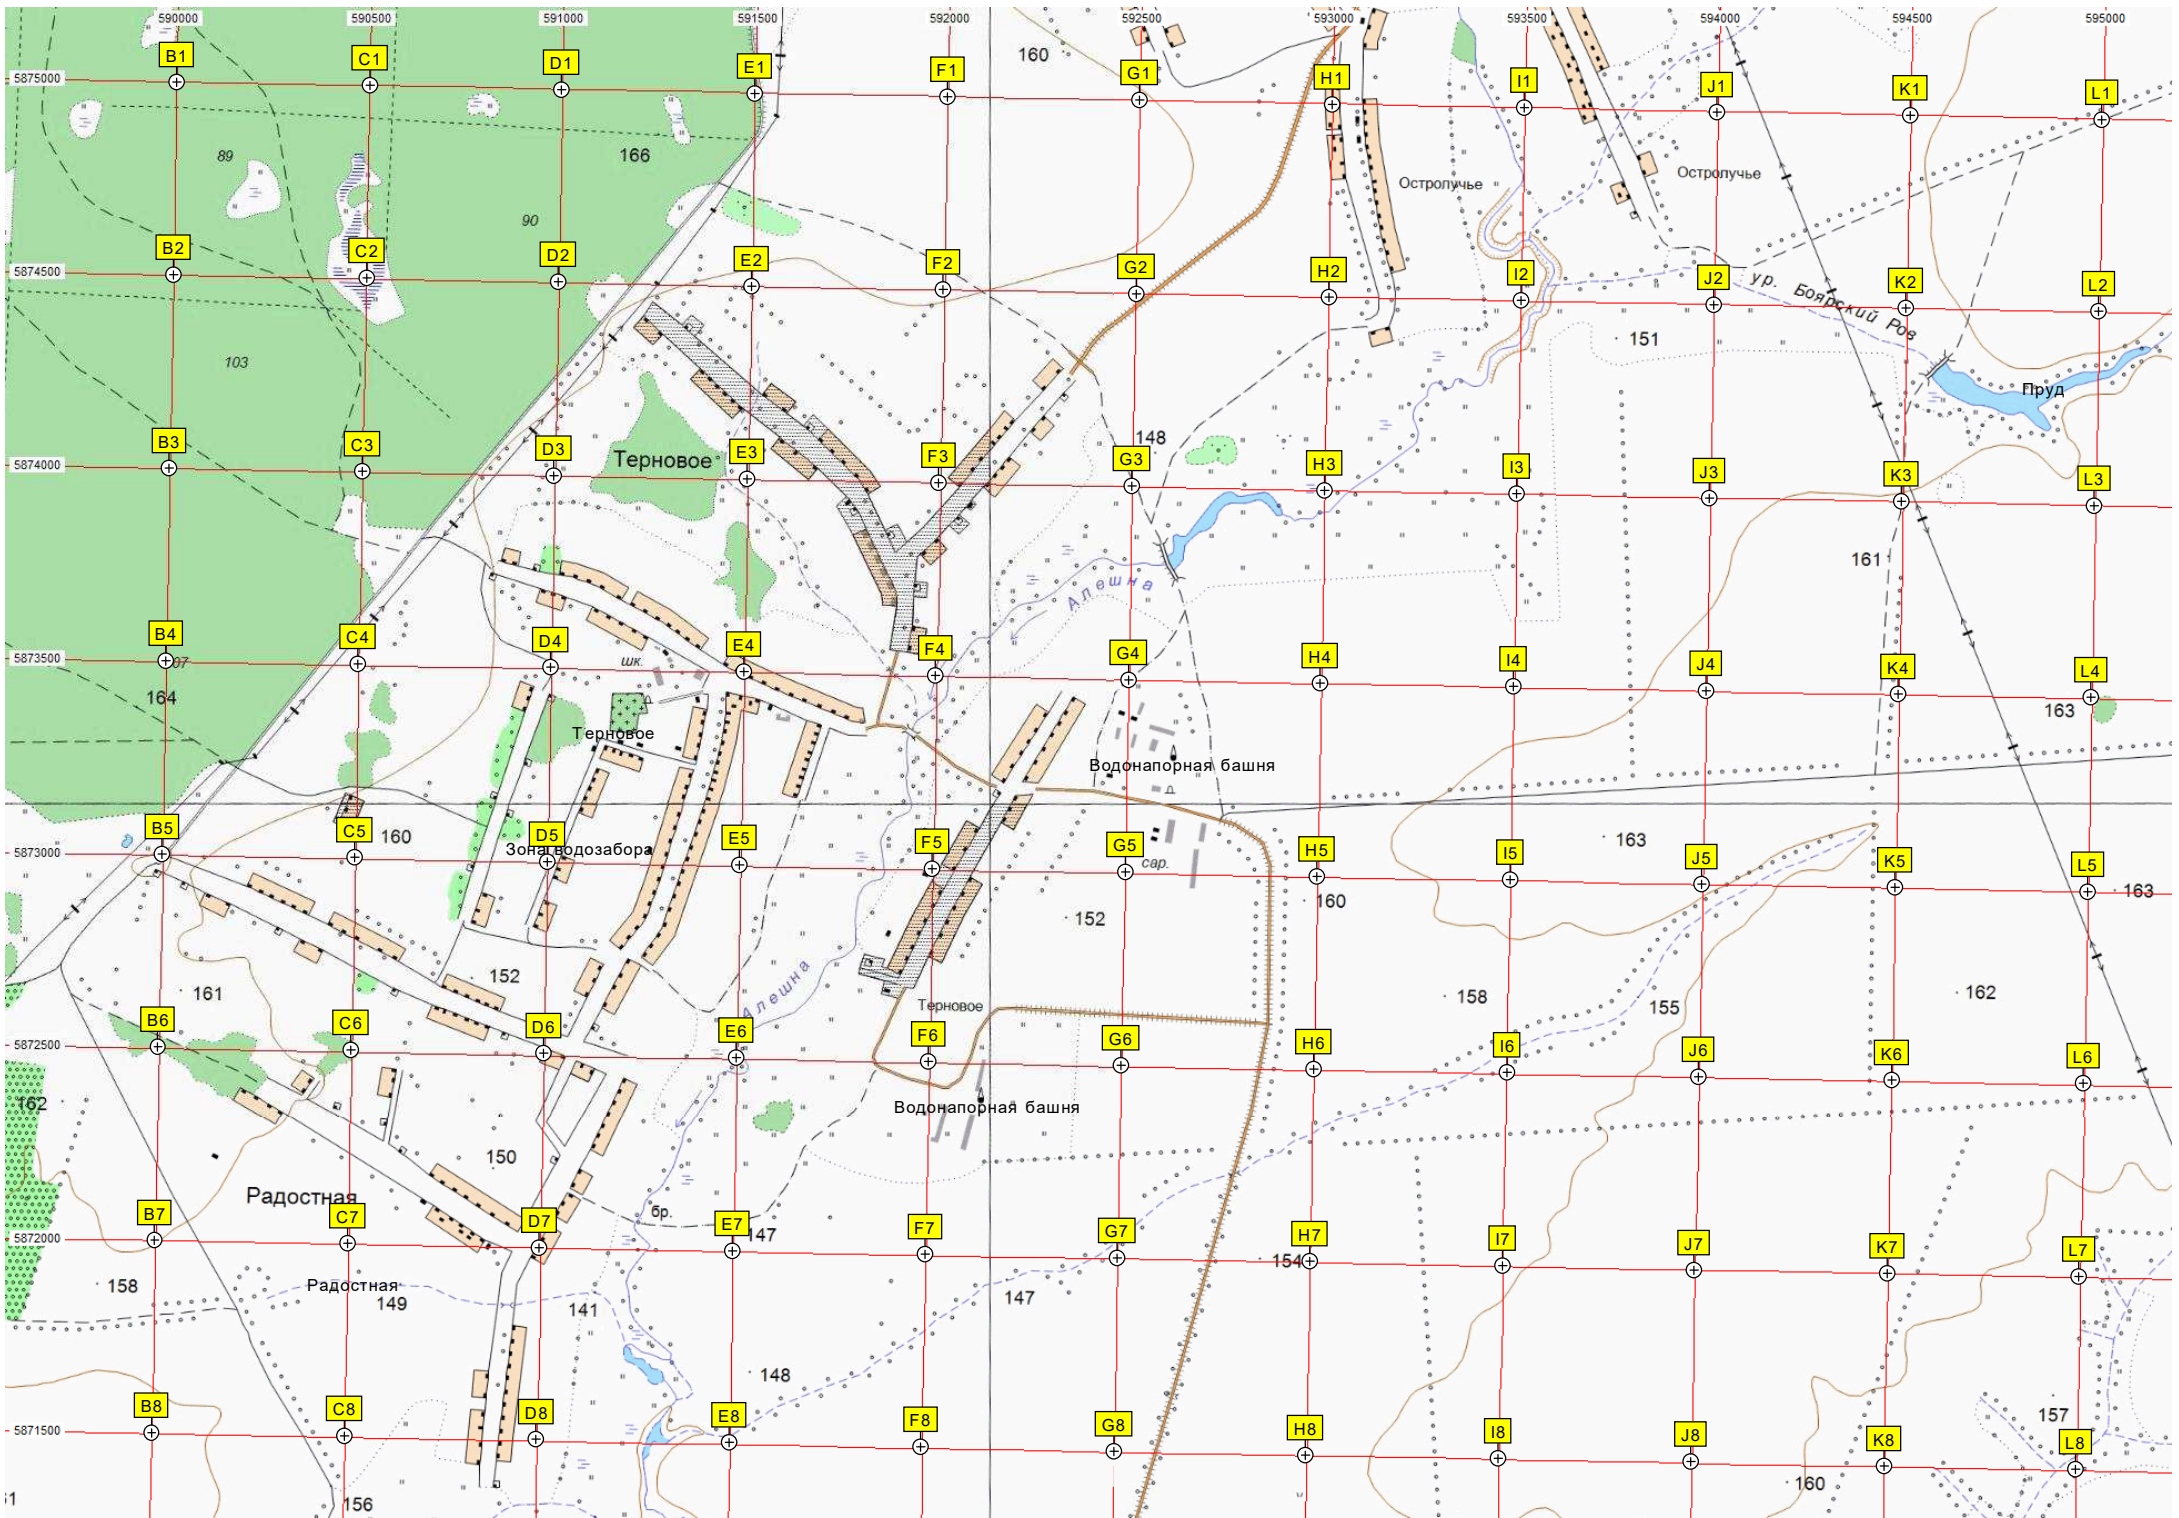 590000 590500 591000 591500 592000 592500 593000 593500 594000 594500 595000
160
B1 C1 D1 E1 F1 G1 H1 I1 J1 K1 L1
5875000
89
166
Остролучье
Остролучье
90
B2 C2 D2 E2 F2 G2 H2 I2 J2 K2 L2
5874500
ур. Боярский Ров
151
103
Пруд
148
Терновое
B3 C3 D3 E3 F3 G3 H3 I3 J3 K3 L3
5874000
161
Алешна
B4 C4 D4 E4 F4 G4 H4 I4 J4 K4 L4
5873500
07
шк.
164
163
Терновое
Водонапорная башня
B5 C5 D5 E5 F5 G5 H5 I5 J5 K5 L5
160
163
5873000
Зона водозабора
сар.
163
160
152
152
Алешна
161
158
162
155
Терновое
B6 C6 D6 E6 F6 G6 H6 I6 J6 K6 L6
5872500
162
Водонапорная башня
150
Радостная
бр.
B7 C7 D7 E7 F7 G7 H7 I7 J7 K7 L7
5872000
147
154
158
Радостная
149
141
147
148
B8 C8 D8 E8 F8 G8 H8 I8 J8 K8 L8
157
5871500
160
156